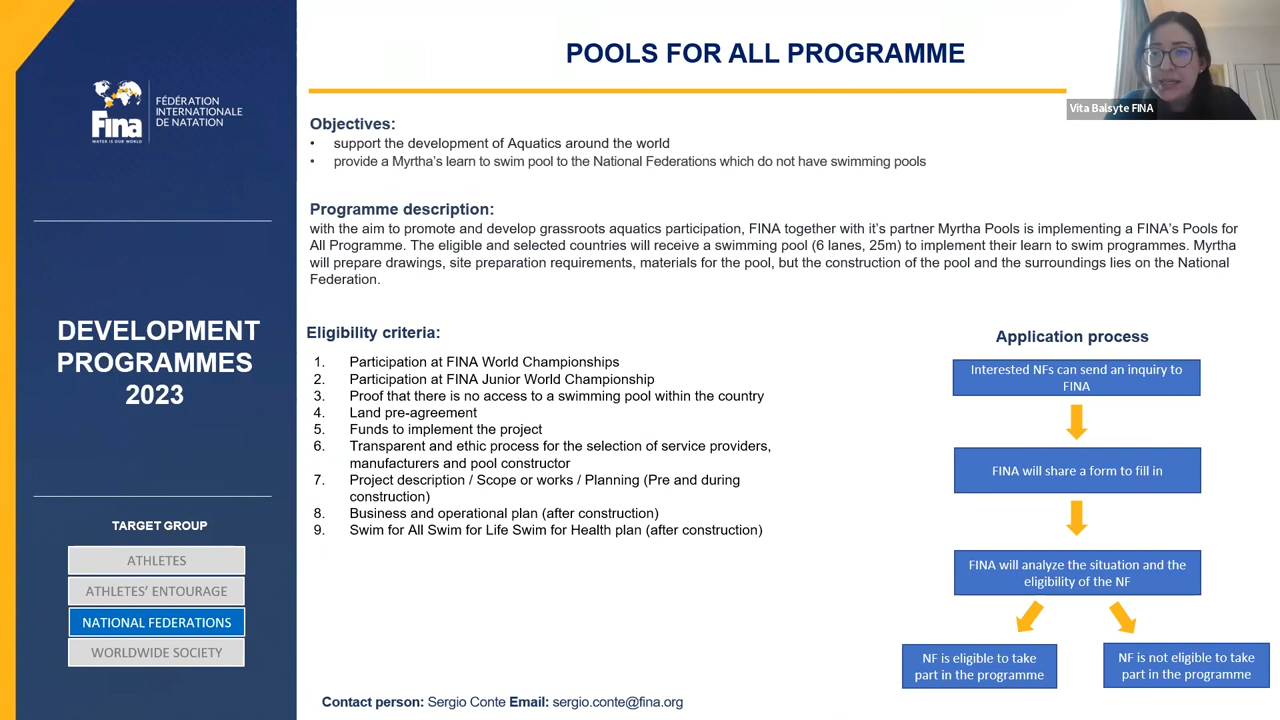 POOLS FOR ALL PROGRAMME
Vita Balsyte FINA
Fina
WATER IS OUR WORLD
FÉDÉRATION
INTERNATIONALE
DE NATATION
DEVELOPMENT
PROGRAMMES
2023
TARGET GROUP
ATHLETES
ATHLETES' ENTOURAGE
NATIONAL FEDERATIONS
WORLDWIDE SOCIETY
Objectives:
• support the development of Aquatics around the world
• provide a Myrtha's learn to swim pool to the National Federations which do not have swimming pools
Programme description:
with the aim to promote and develop grassroots aquatics participation, FINA together with it's partner Myrtha Pools is implementing a FINA's Pools for
All Programme. The eligible and selected countries will receive a swimming pool (6 lanes, 25m) to implement their learn to swim programmes. Myrtha
will prepare drawings, site preparation requirements, materials for the pool, but the construction of the pool and the surroundings lies on the National
Federation.
Eligibility criteria:
1. Participation at FINA World Championships
2. Participation at FINA Junior World Championship
3. Proof that there is no access to a swimming pool within the country
4. Land pre-agreement
5. Funds to implement the project
6. Transparent and ethic process for the selection of service providers,
manufacturers and pool constructor
7. Project description / Scope or works / Planning (Pre and during
construction)
8. Business and operational plan (after construction)
9. Swim for All Swim for Life Swim for Health plan (after construction)
Application process
Interested NFs can send an inquiry to
FINA
FINA will share a form to fill in
FINA will analyze the situation and the
eligibility of the NF
NF is eligible to take
part in the programme
NF is not eligible to take
part in the programme
Contact person: Sergio Conte Email: sergio.conte@fina.org